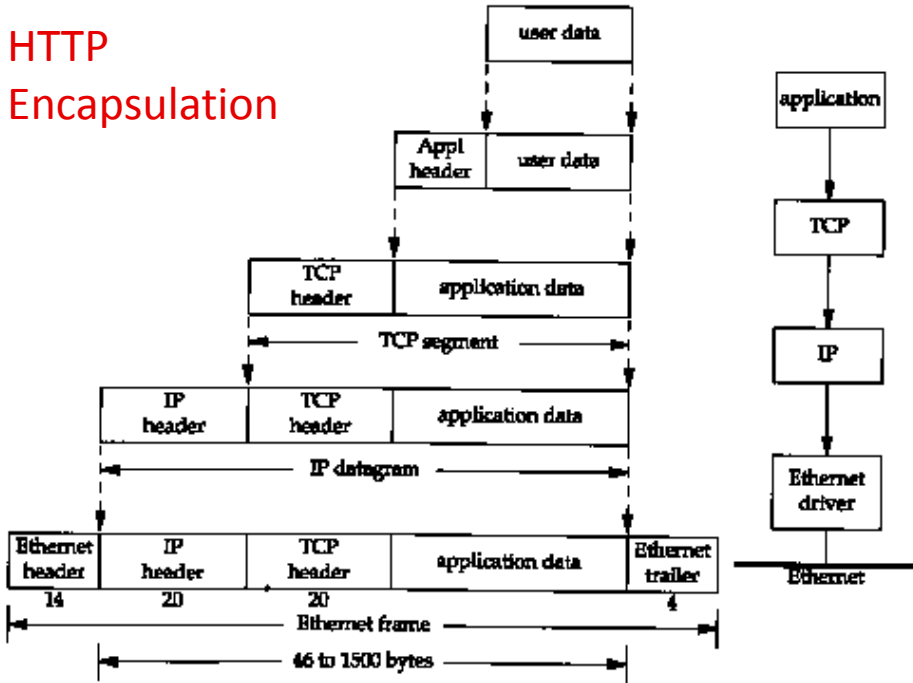 HTTP
Encapsulation
user data
Appl
header
user data
TCP
header
application data
TCP segment
IP
header
TCP
header
application data
IP datagram
Ethernet
header
IP
header
TCP
header
application data
Ethernet
trailer
14
20
20
4
Ethernet frame
46 to 1500 bytes
application
TCP
IP
Ethernet
driver
Ethernet